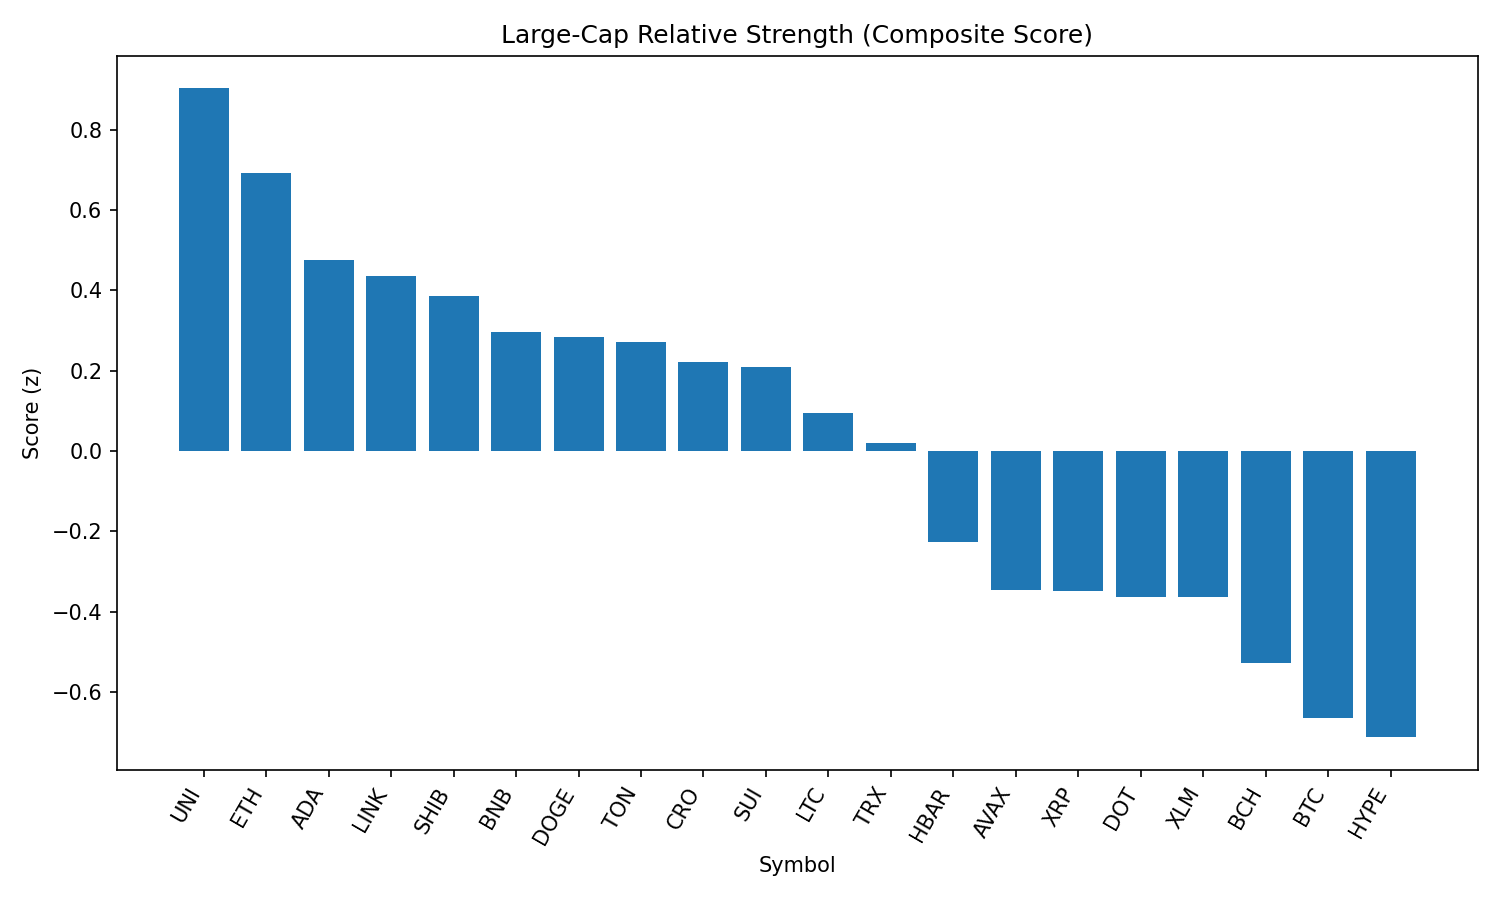 Large-Cap Relative Strength (Composite Score)
Score (z)
0.8
0.6
0.4
0.2
0.0
−0.2
−0.4
−0.6
UNI
ETH
ADA
LINK
SHIB
BNB
DOGE
TON
CRO
SUI
LTC
TRX
HBAR
AVAX
XRP
DOT
XLM
BCH
BTC
HYPE
Symbol